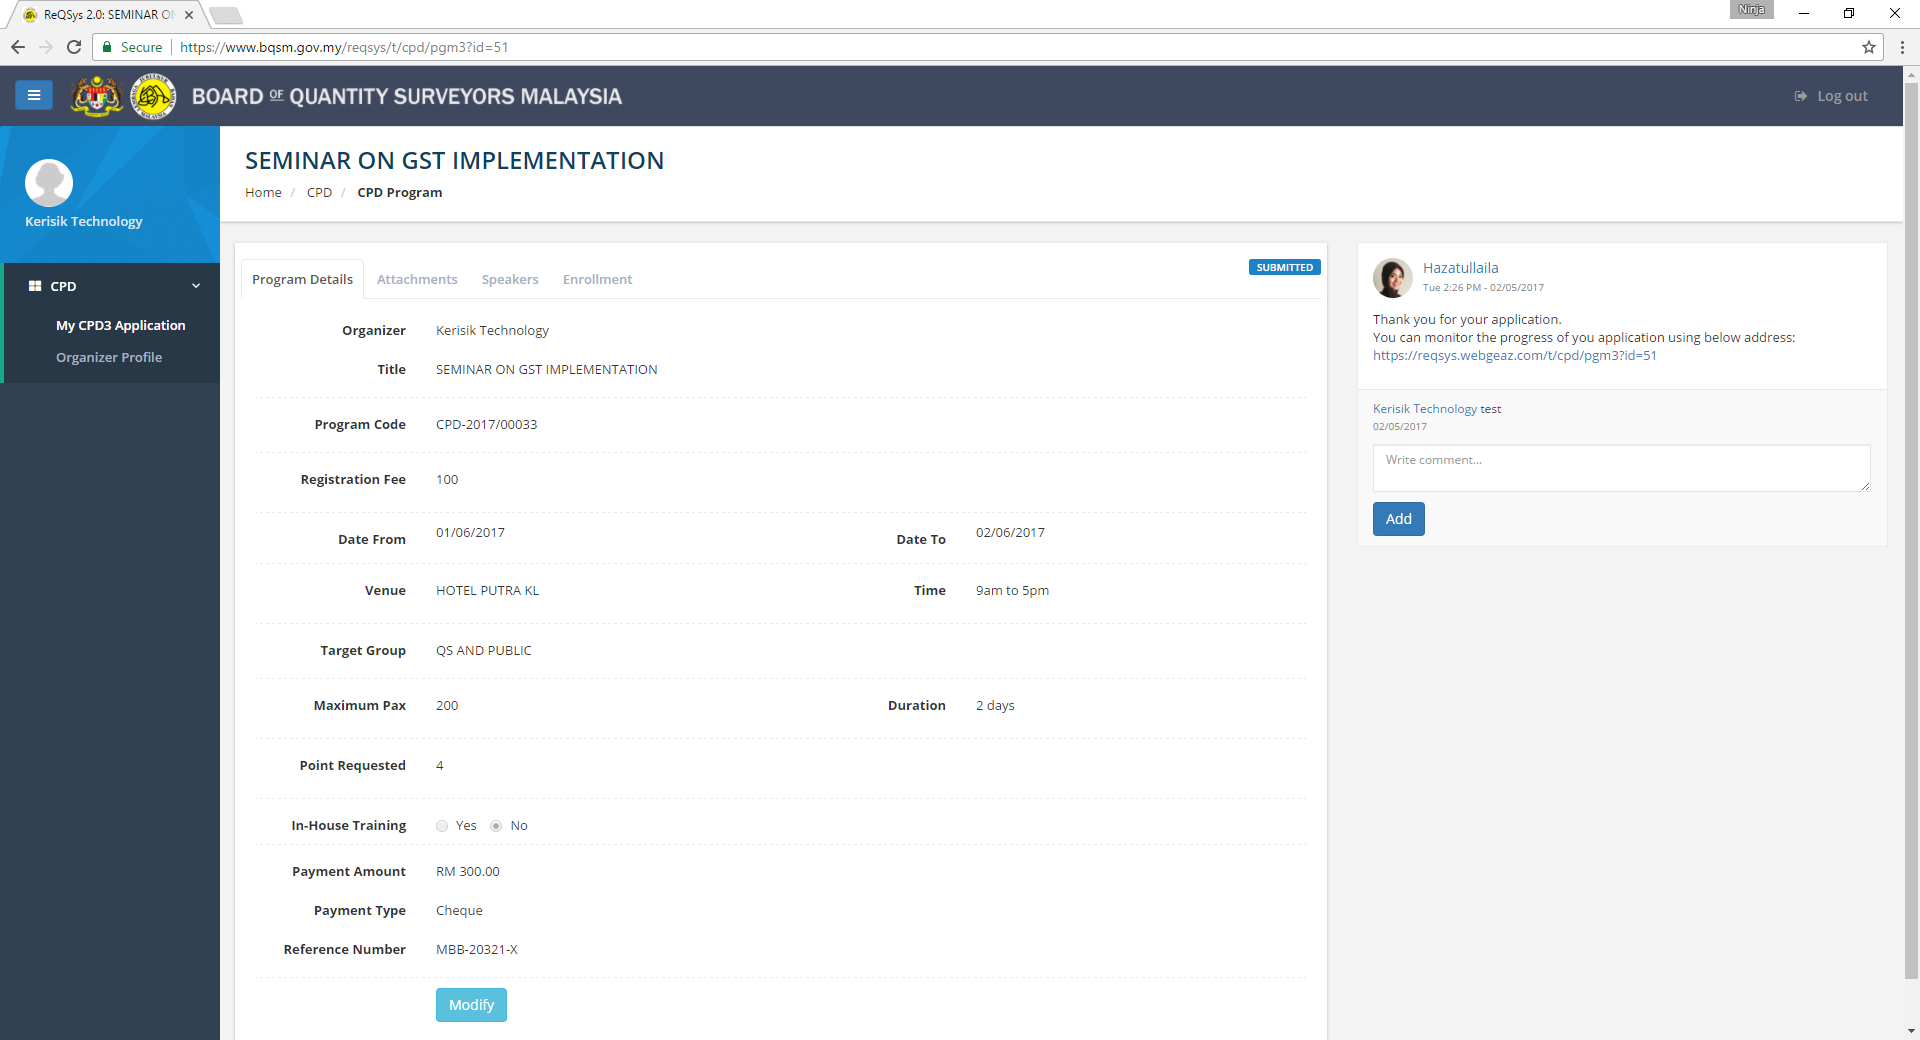 ReQSys 2.0: SEMINAR ON
Ninja
Secure
https://www.bqsm.gov.my/reqsys/t/cpd/pgm3?id=51
BOARD OF QUANTITY SURVEYORS MALAYSIA
Log out
Kerisik Technology
CPD
My CPD3 Application
Organizer Profile
SEMINAR ON GST IMPLEMENTATION
Home / CPD / CPD Program
Program Details Attachments Speakers Enrollment
SUBMITTED
Organizer Kerisik Technology
Title SEMINAR ON GST IMPLEMENTATION
Program Code CPD-2017/00033
Registration Fee 100
Date From 01/06/2017 Date To 02/06/2017
Venue HOTEL PUTRA KL Time 9am to 5pm
Target Group QS AND PUBLIC
Maximum Pax 200 Duration 2 days
Point Requested 4
In-House Training Yes No
Payment Amount RM 300.00
Payment Type Cheque
Reference Number MBB-20321-X
Modify
Hazatullaila
Tue 2:26 PM - 02/05/2017
Thank you for your application.
You can monitor the progress of you application using below address:
https://reqsys.webgeaz.com/t/cpd/pgm3?id=51
Kerisik Technology test
02/05/2017
Write comment...
Add